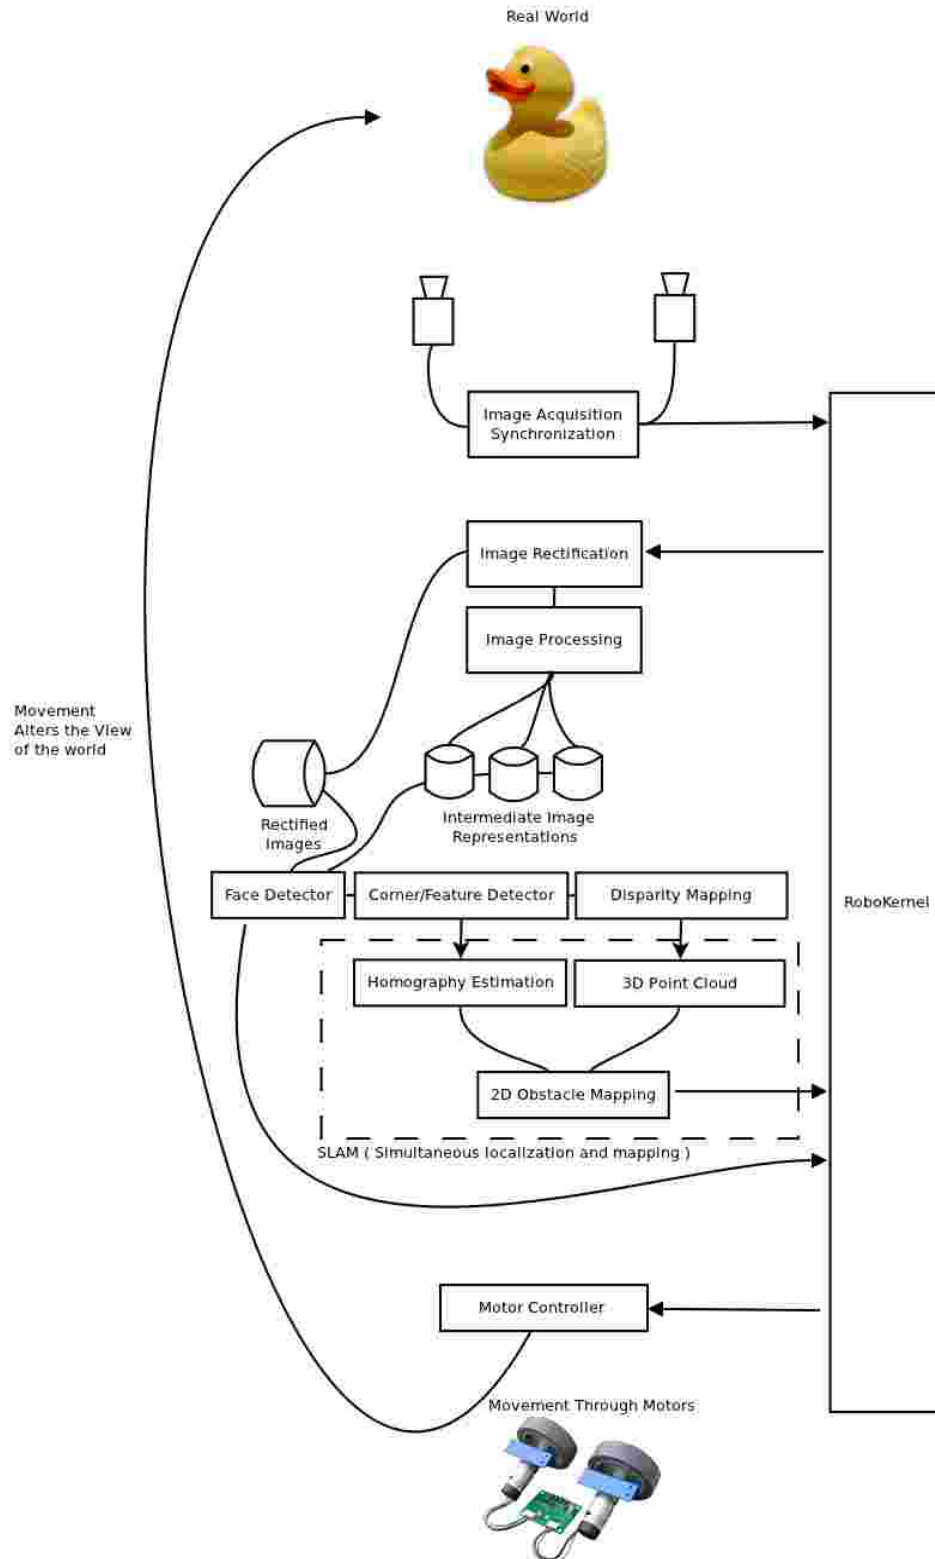 Real World
Image Acquisition
Synchronization
Image Rectification
Image Processing
Movement
Alters the View
of the world
Rectified
Images
Intermediate Image
Representations
Face Detector
Corner/Feature Detector
Disparity Mapping
RoboKernel
Homography Estimation
3D Point Cloud
2D Obstacle Mapping
SLAM ( Simultaneous localization and mapping )
Motor Controller
Movement Through Motors